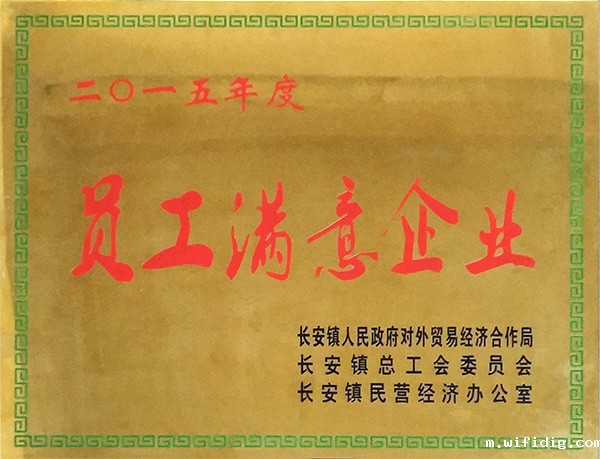 二〇一五年度
员工满意企业
长安镇人民政府对外贸易经济合作局
长安镇总工会委员会
长安镇民营经济办公室
m.wifidig.com